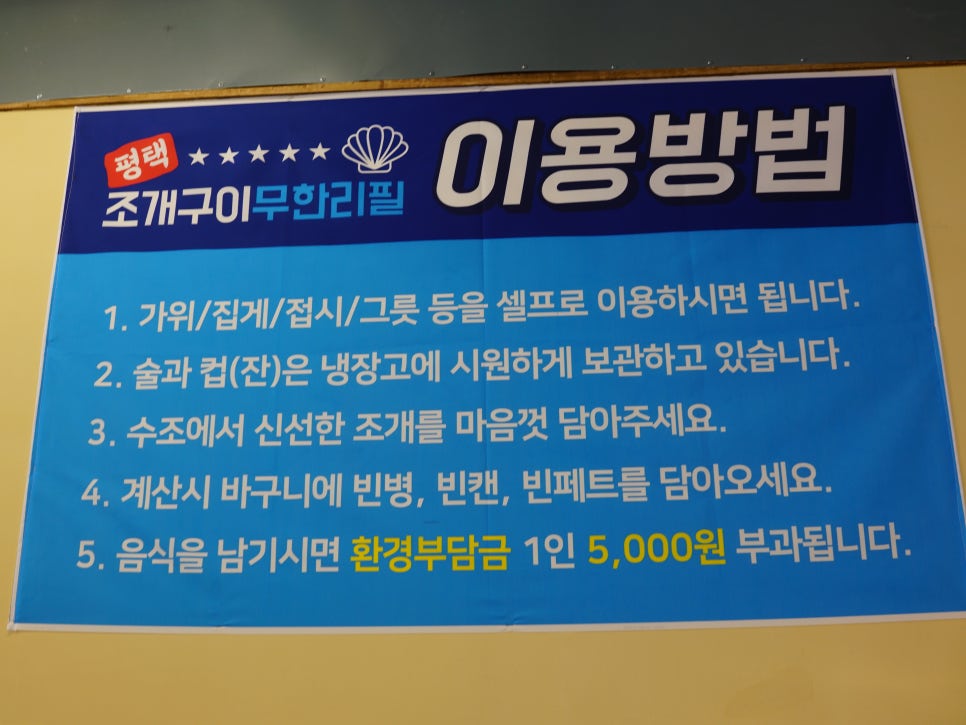 평택
조개구이무한리필
이용방법
1. 가위/집게/접시/그릇 등을 셀프로 이용하시면 됩니다.
2. 술과 컵(잔)은 냉장고에 시원하게 보관하고 있습니다.
3. 수조에서 신선한 조개를 마음껏 담아주세요.
4. 계산시 바구니에 빈병, 빈캔, 빈페트를 담아오세요.
5. 음식을 남기시면 환경부담금 1인 5,000원 부과됩니다.